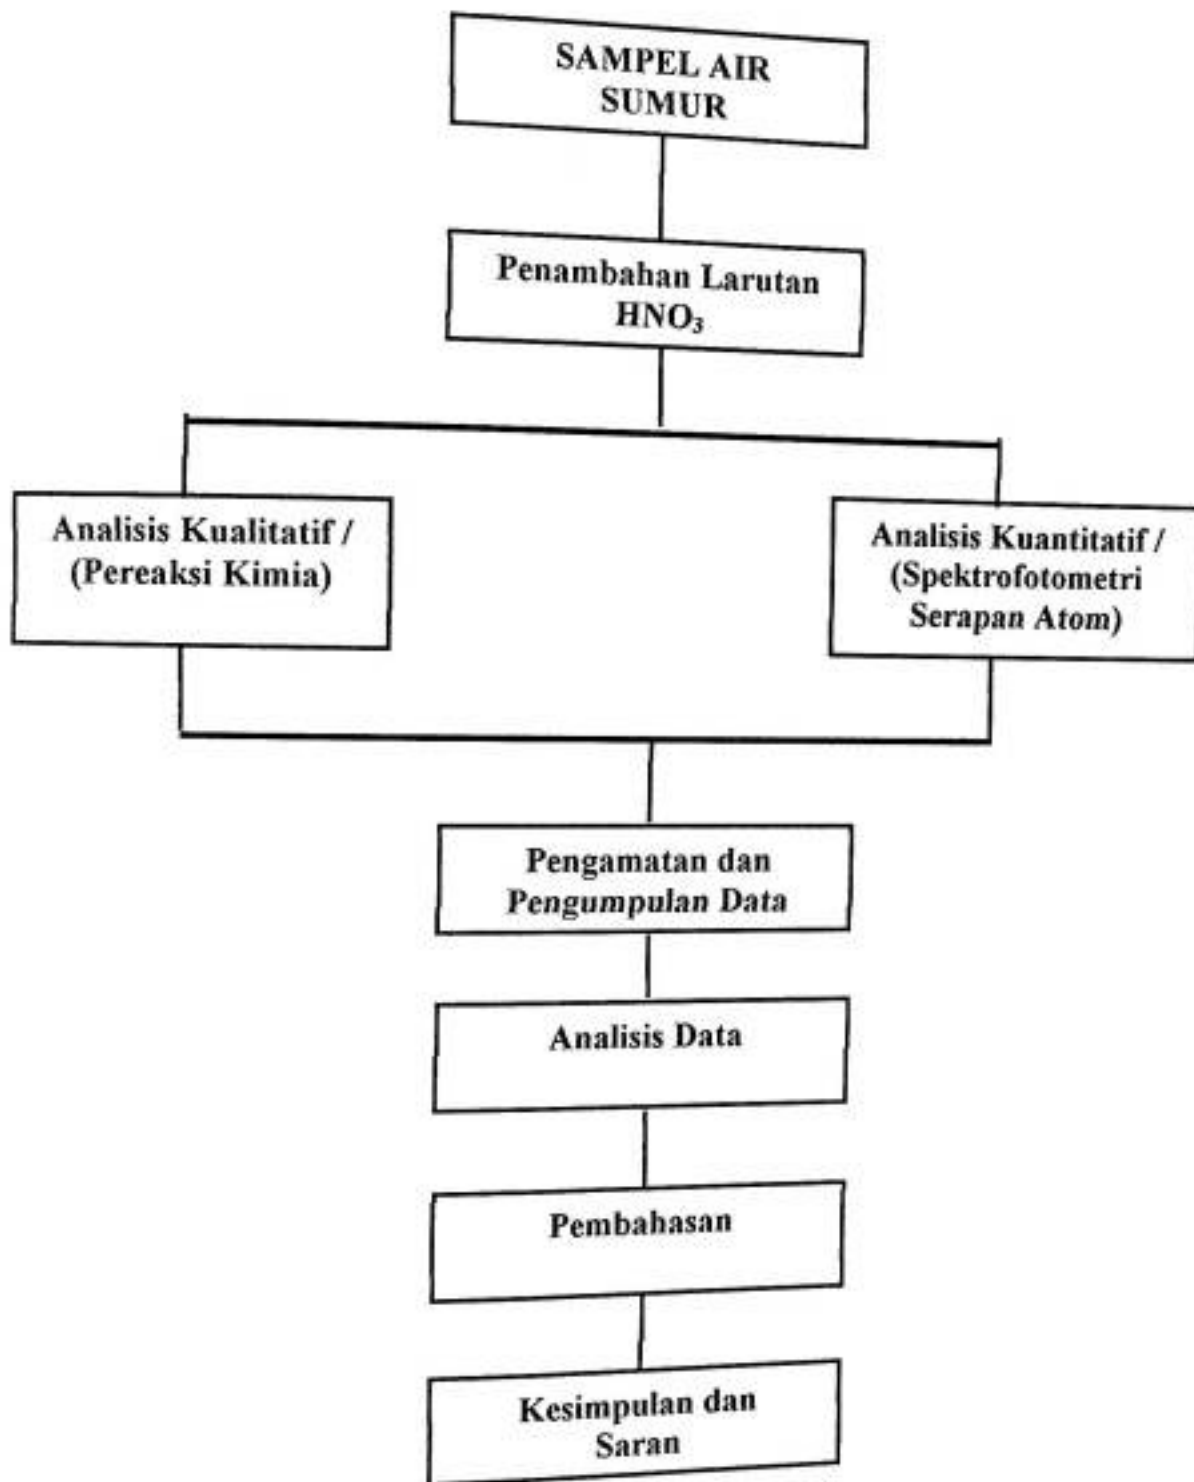 SAMPEL AIR
SUMUR
Penambahan Larutan
HNO₃
Analisis Kualitatif /
(Pereaksi Kimia)
Analisis Kuantitatif /
(Spektrofotometri
Serapan Atom)
Pengamatan dan
Pengumpulan Data
Analisis Data
Pembahasan
Kesimpulan dan
Saran